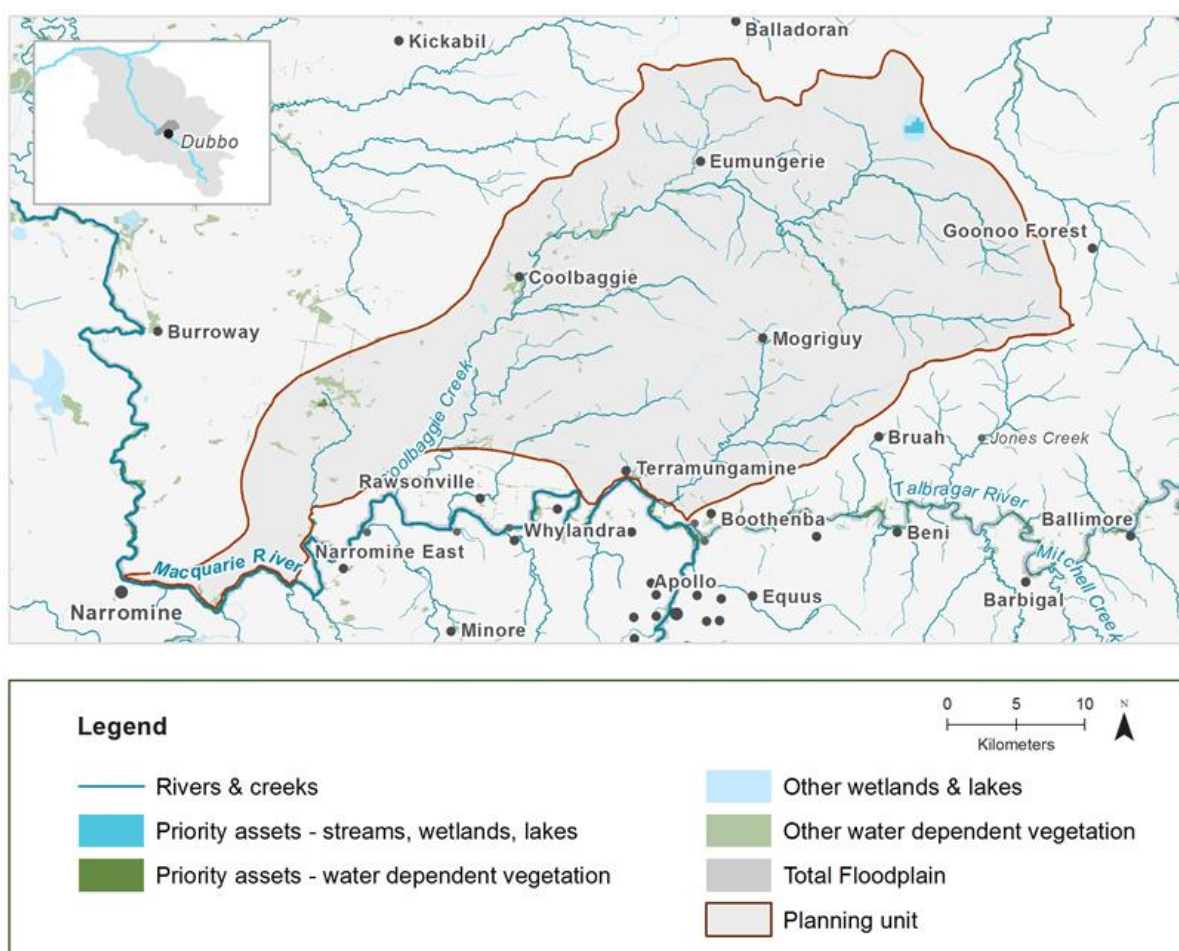 Kickabil
Balladoran
Dubbo
Eumungerie
Goonoo Forest
Coolbaggie
Burroway
Mogriguy
Coolbaggie Creek
Bruah
Jones Creek
Terramungamine
Rawsonville
Talbragar River
Boothenba
Ballimore
Whylandra
Beni
Narromine East
Macquarie River
Mitchell Creek
Apollo
Equus
Barbigal
Narromine
Minore
Legend
0 5 10
N
Kilometers
Rivers & creeks
Priority assets - streams, wetlands, lakes
Priority assets - water dependent vegetation
Other wetlands & lakes
Other water dependent vegetation
Total Floodplain
Planning unit